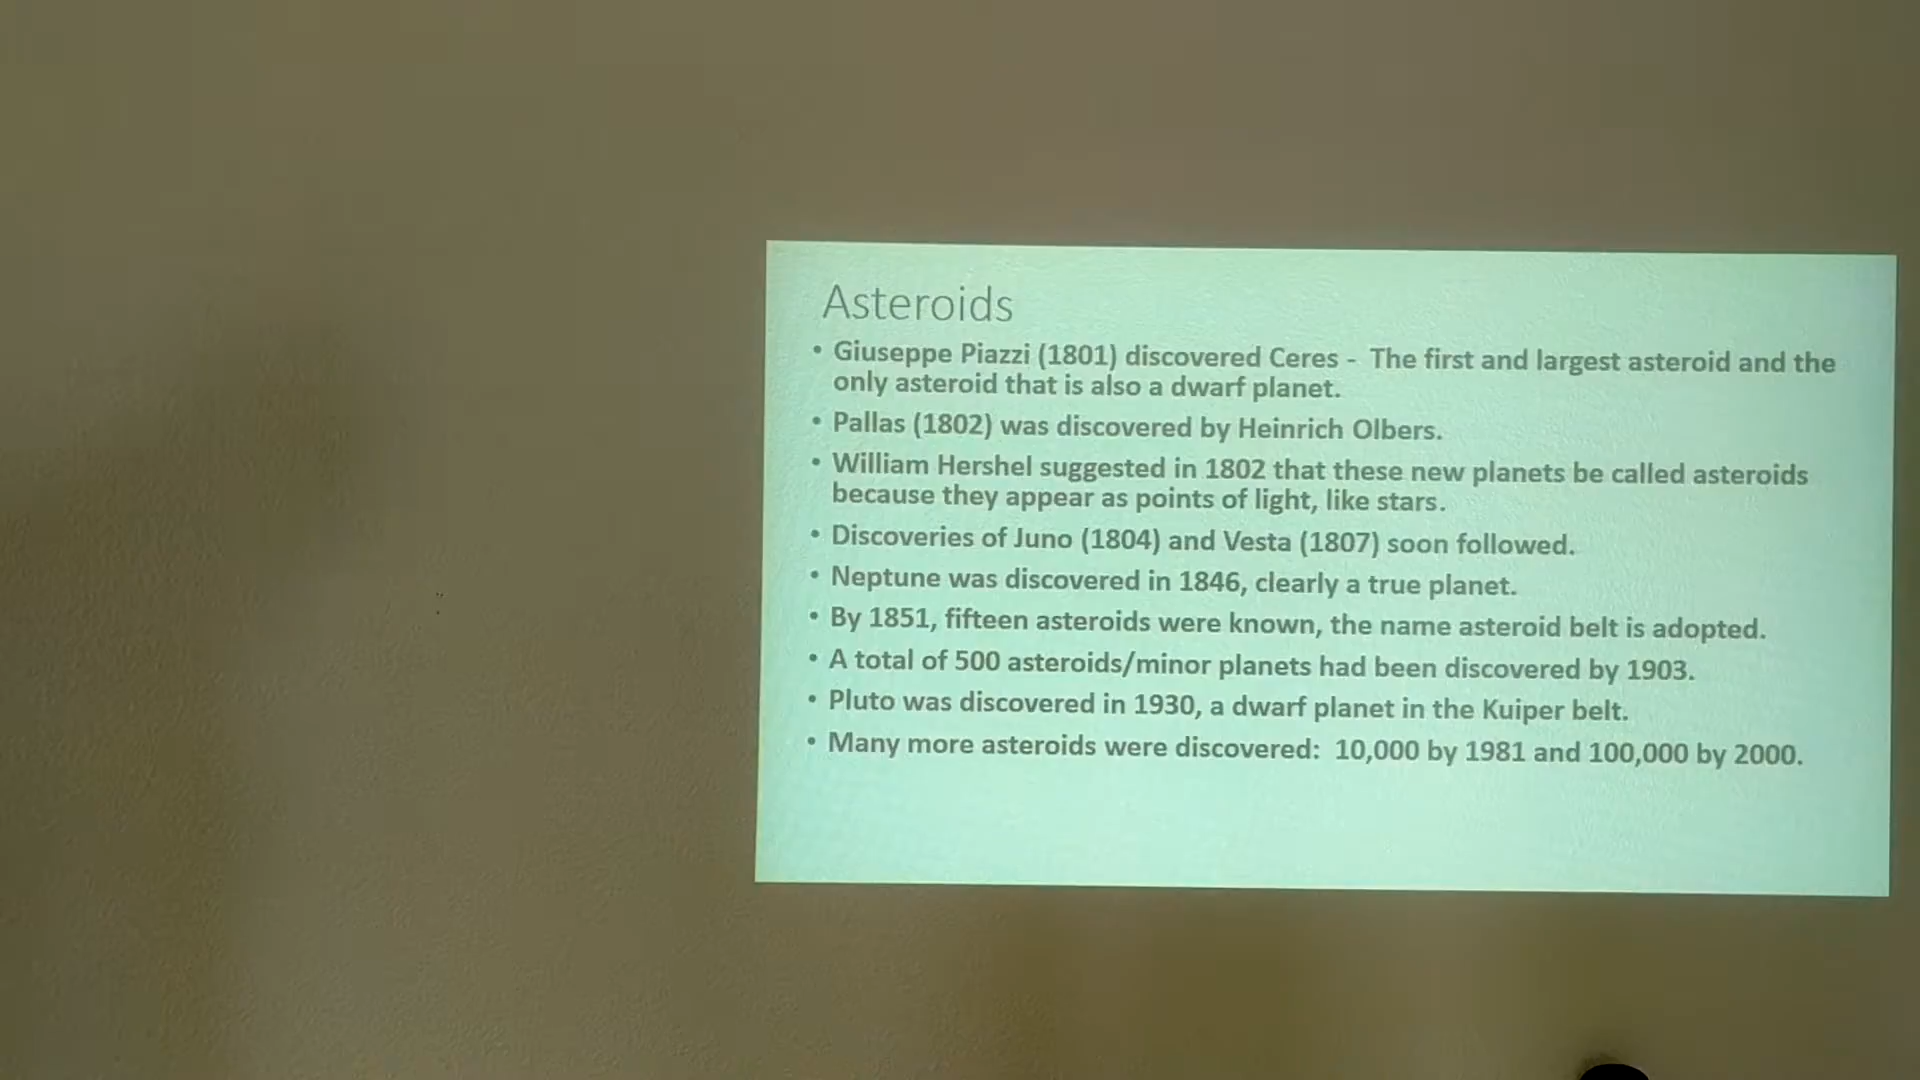 Asteroids
• Giuseppe Piazzi (1801) discovered Ceres - The first and largest asteroid and the
only asteroid that is also a dwarf planet.
• Pallas (1802) was discovered by Heinrich Olbers.
• William Hershel suggested in 1802 that these new planets be called asteroids
because they appear as points of light, like stars.
• Discoveries of Juno (1804) and Vesta (1807) soon followed.
• Neptune was discovered in 1846, clearly a true planet.
• By 1851, fifteen asteroids were known, the name asteroid belt is adopted.
• A total of 500 asteroids/minor planets had been discovered by 1903.
• Pluto was discovered in 1930, a dwarf planet in the Kuiper belt.
• Many more asteroids were discovered: 10,000 by 1981 and 100,000 by 2000.